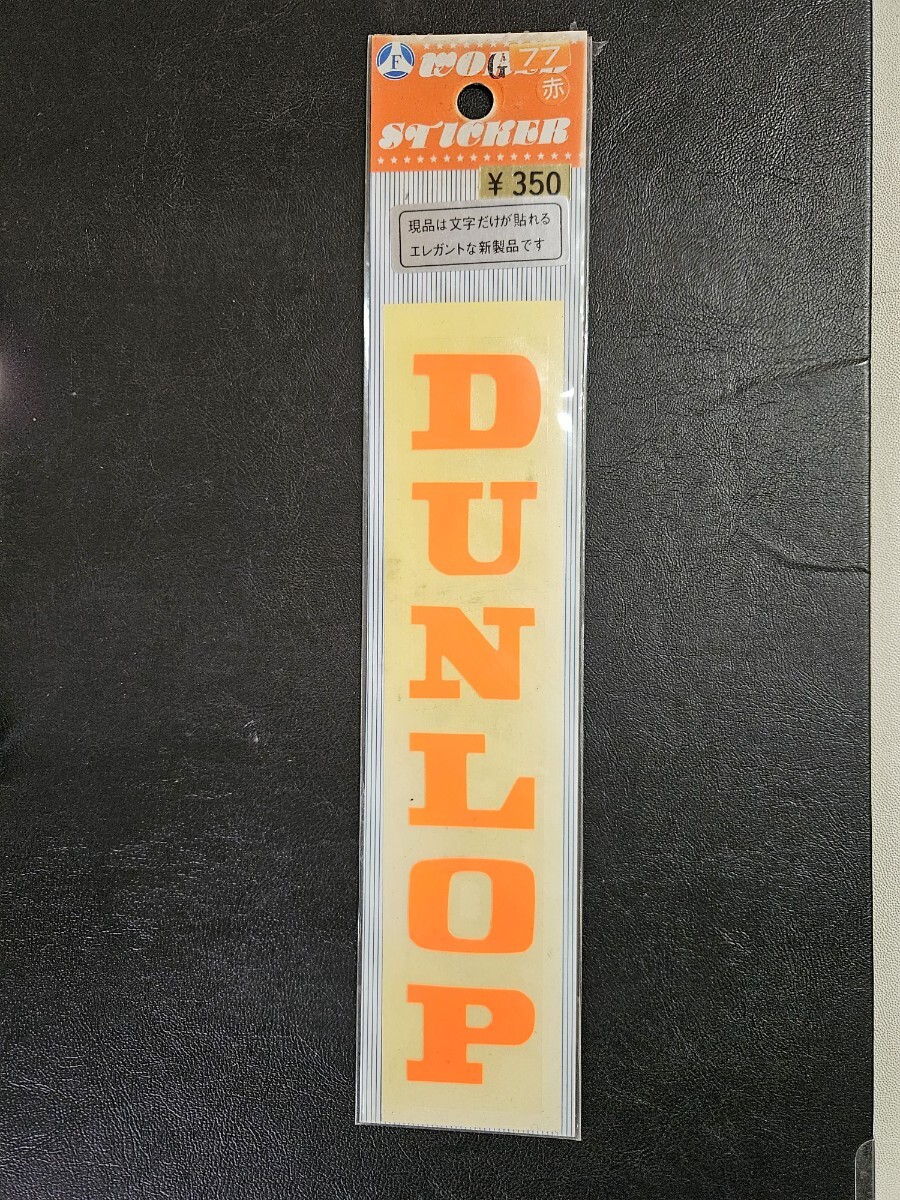 F
G 77
赤
STICKER
¥ 350
現品は文字だけが貼れる
エレガントな新製品です
DUNLOP